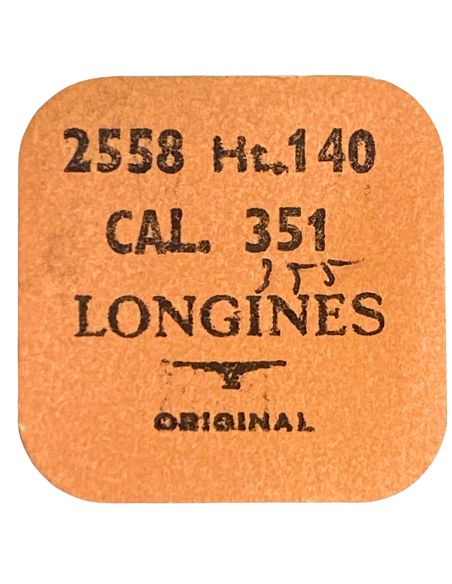 2558 Ht.140
CAL. 351
355
LONGINES
ORIGINAL